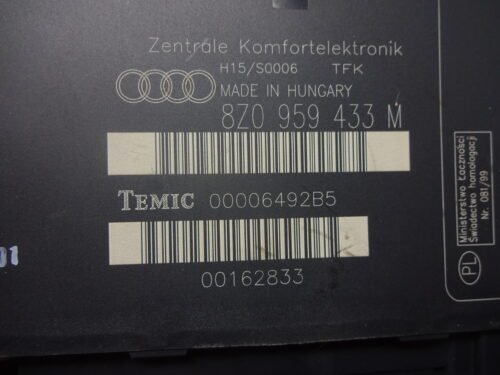 Zentrale Komfortelektronik
H15/S0006 TFK
MADE IN HUNGARY
8Z0 959 433 M
TEMIC 00006492B5
00162833
01
PL
Ministerstwo Łączności
Świadectwo homologacji
Nr. 081/99